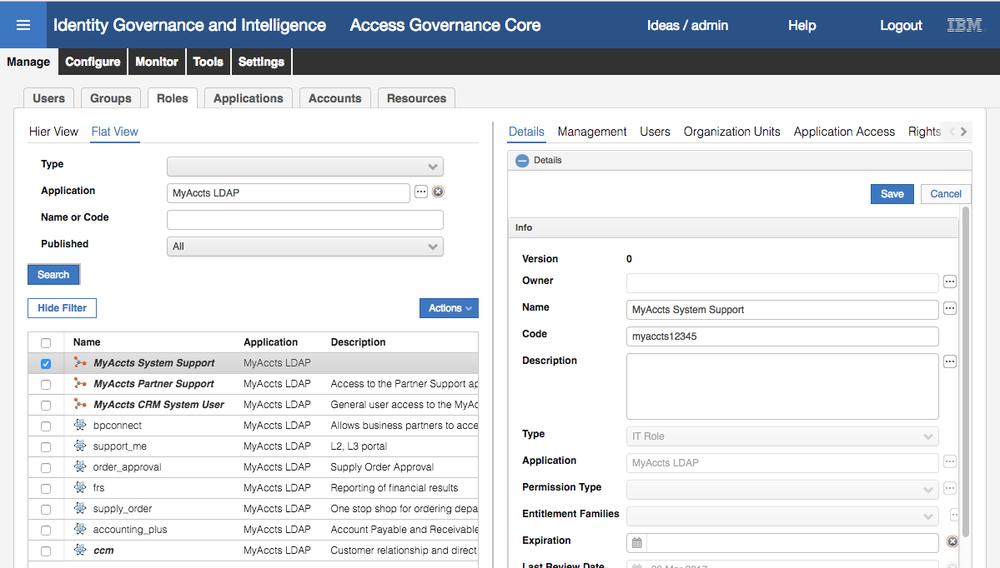 Identity Governance and Intelligence Access Governance Core Ideas / admin Help Logout IBM
Manage Configure Monitor Tools Settings
Users Groups Roles Applications Accounts Resources
Hier View Flat View
Type
Application MyAccts LDAP
Name or Code
Published All
Search
Hide Filter Actions
Name Application Description
MyAccts System Support MyAccts LDAP
MyAccts Partner Support MyAccts LDAP Access to the Partner Support ap
MyAccts CRM System User MyAccts LDAP General user access to the MyAc
bpconnect MyAccts LDAP Allows business partners to acce
support_me MyAccts LDAP L2, L3 portal
order_approval MyAccts LDAP Supply Order Approval
frs MyAccts LDAP Reporting of financial results
supply_order MyAccts LDAP One stop shop for ordering depa
accounting_plus MyAccts LDAP Account Payable and Receivable
ccm MyAccts LDAP Customer relationship and direct
Details Management Users Organization Units Application Access Rights
Details
Save Cancel
Info
Version 0
Owner
Name MyAccts System Support
Code myaccts12345
Description
Type IT Role
Application MyAccts LDAP
Permission Type
Entitlement Families
Expiration
Last Review Date 28 Mar 2017